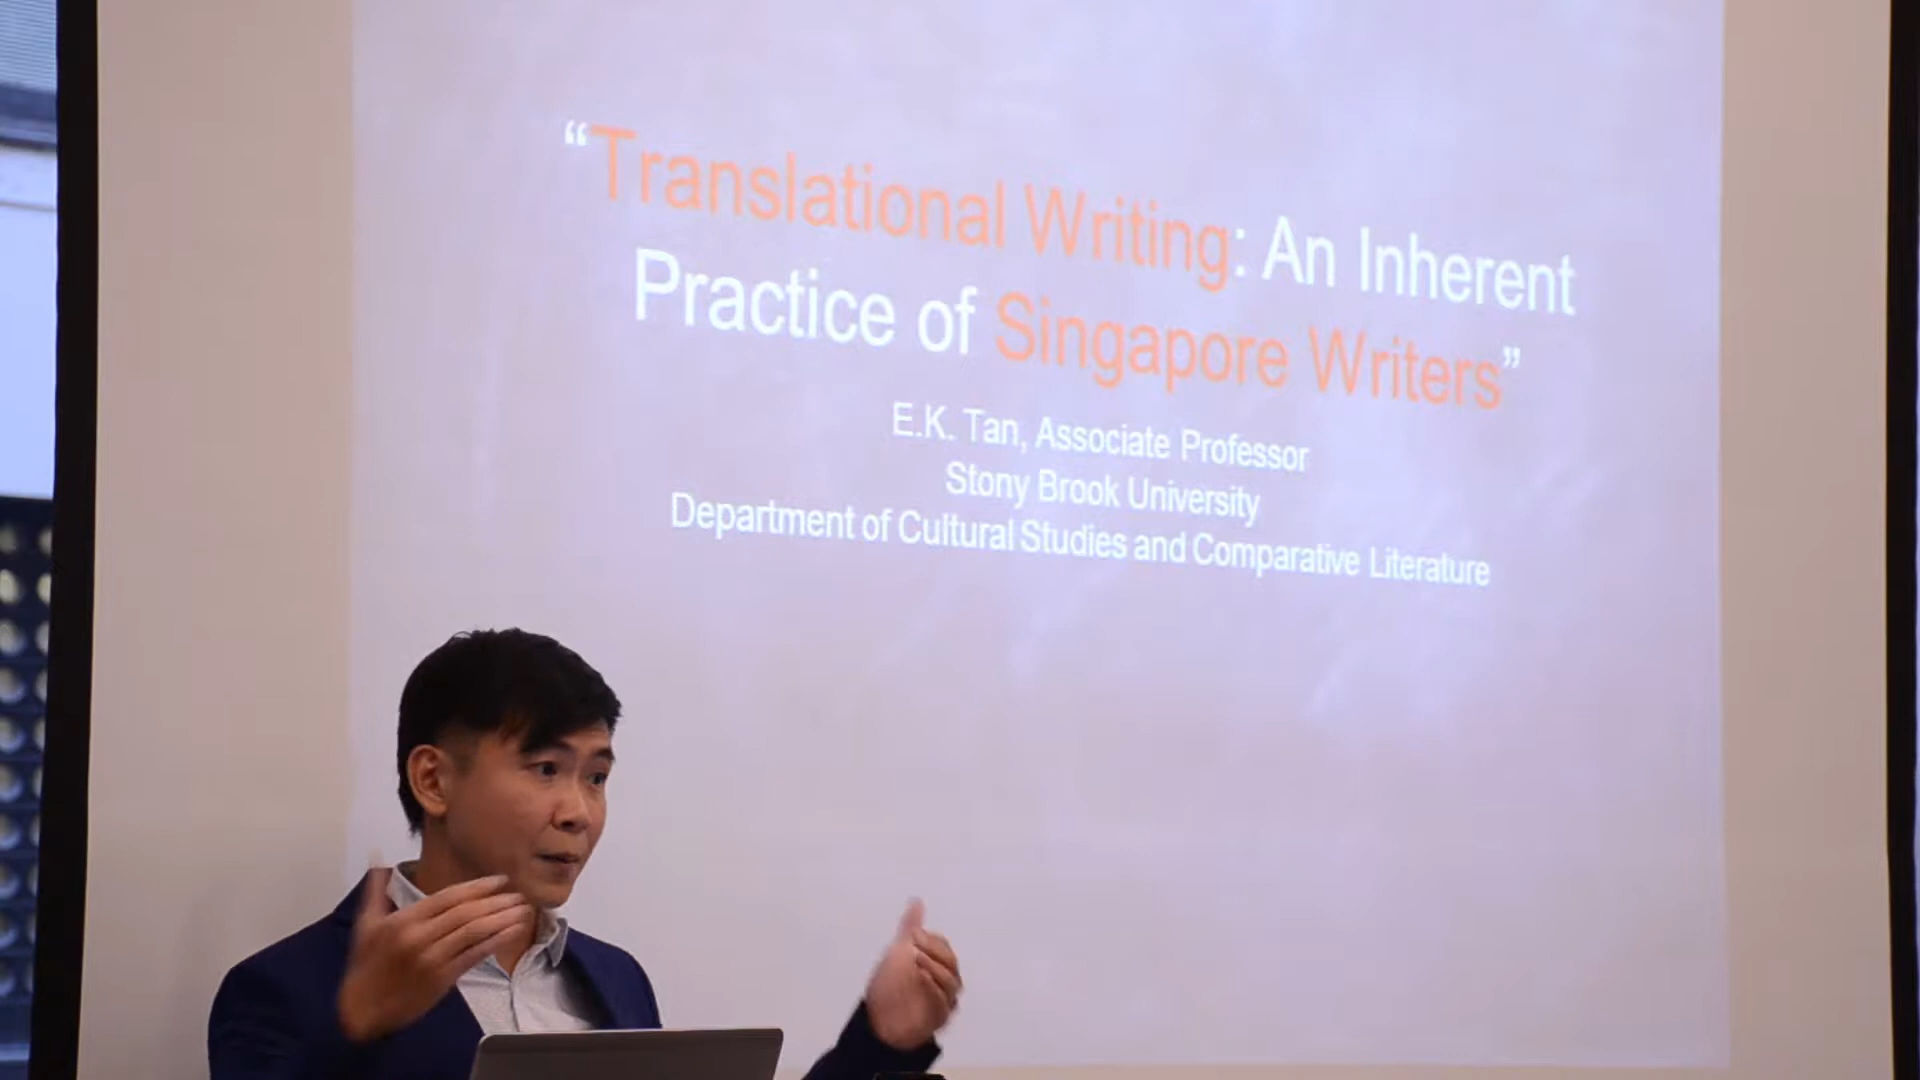 “Translational Writing: An Inherent
Practice of Singapore Writers”
E.K. Tan, Associate Professor
Stony Brook University
Department of Cultural Studies and Comparative Literature